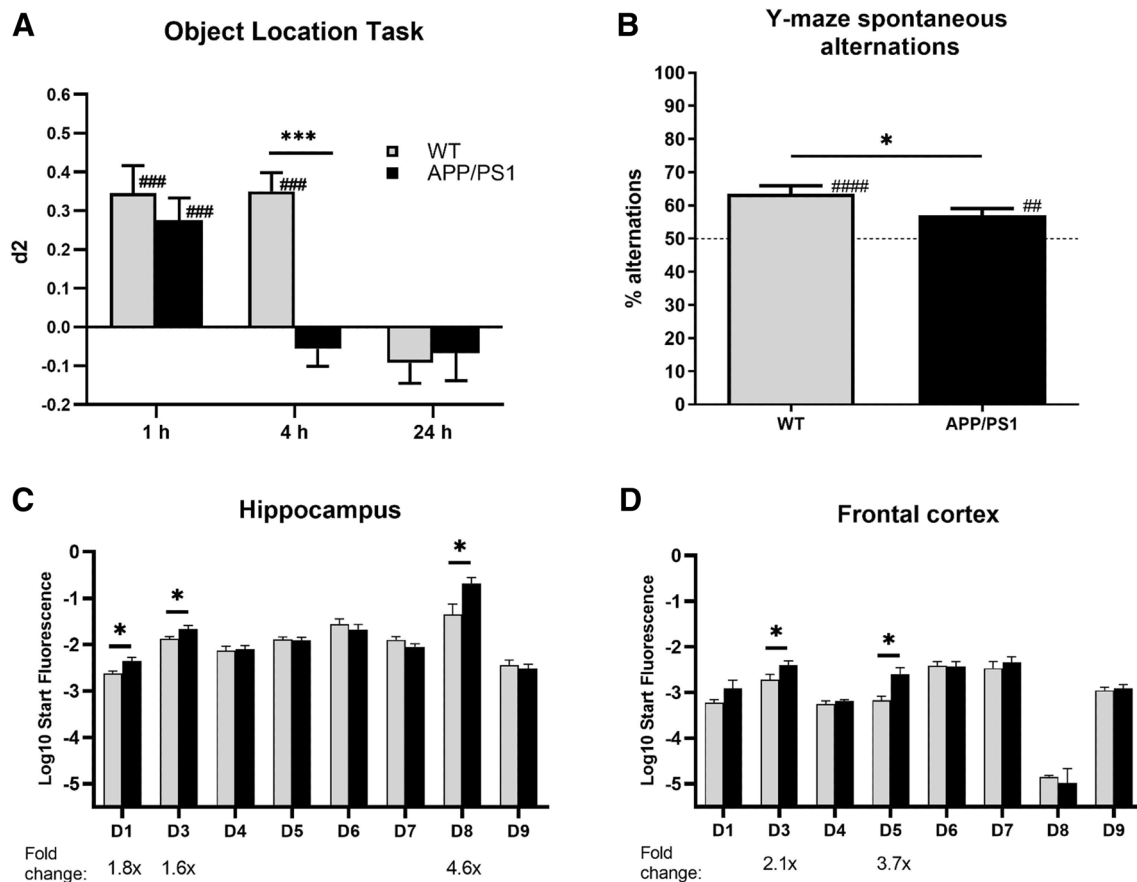 A
Object Location Task
d2
0.6
0.5
0.4
0.3
0.2
0.1
0.0
-0.1
-0.2
###
###
***
###
WT
APP/PS1
1 h
4 h
24 h
B
Y-maze spontaneous
alternations
% alternations
100
90
80
70
60
50
40
30
20
10
0
*
####
##
WT
APP/PS1
C
Hippocampus
Log10 Start Fluorescence
0
-1
-2
-3
-4
-5
*
*
*
D1 D3 D4 D5 D6 D7 D8 D9
Fold
change: 1.8x 1.6x 4.6x
D
Frontal cortex
Log10 Start Fluorescence
0
-1
-2
-3
-4
-5
*
*
D1 D3 D4 D5 D6 D7 D8 D9
Fold
change: 2.1x 3.7x